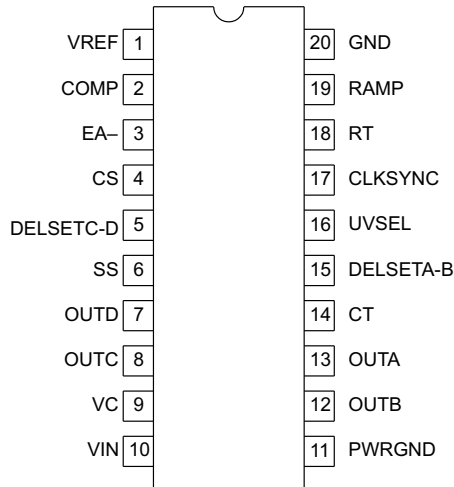 VREF 1 20 GND
COMP 2 19 RAMP
EA– 3 18 RT
CS 4 17 CLKSYNC
DELSETC-D 5 16 UVSEL
SS 6 15 DELSETA-B
OUTD 7 14 CT
OUTC 8 13 OUTA
VC 9 12 OUTB
VIN 10 11 PWRGND